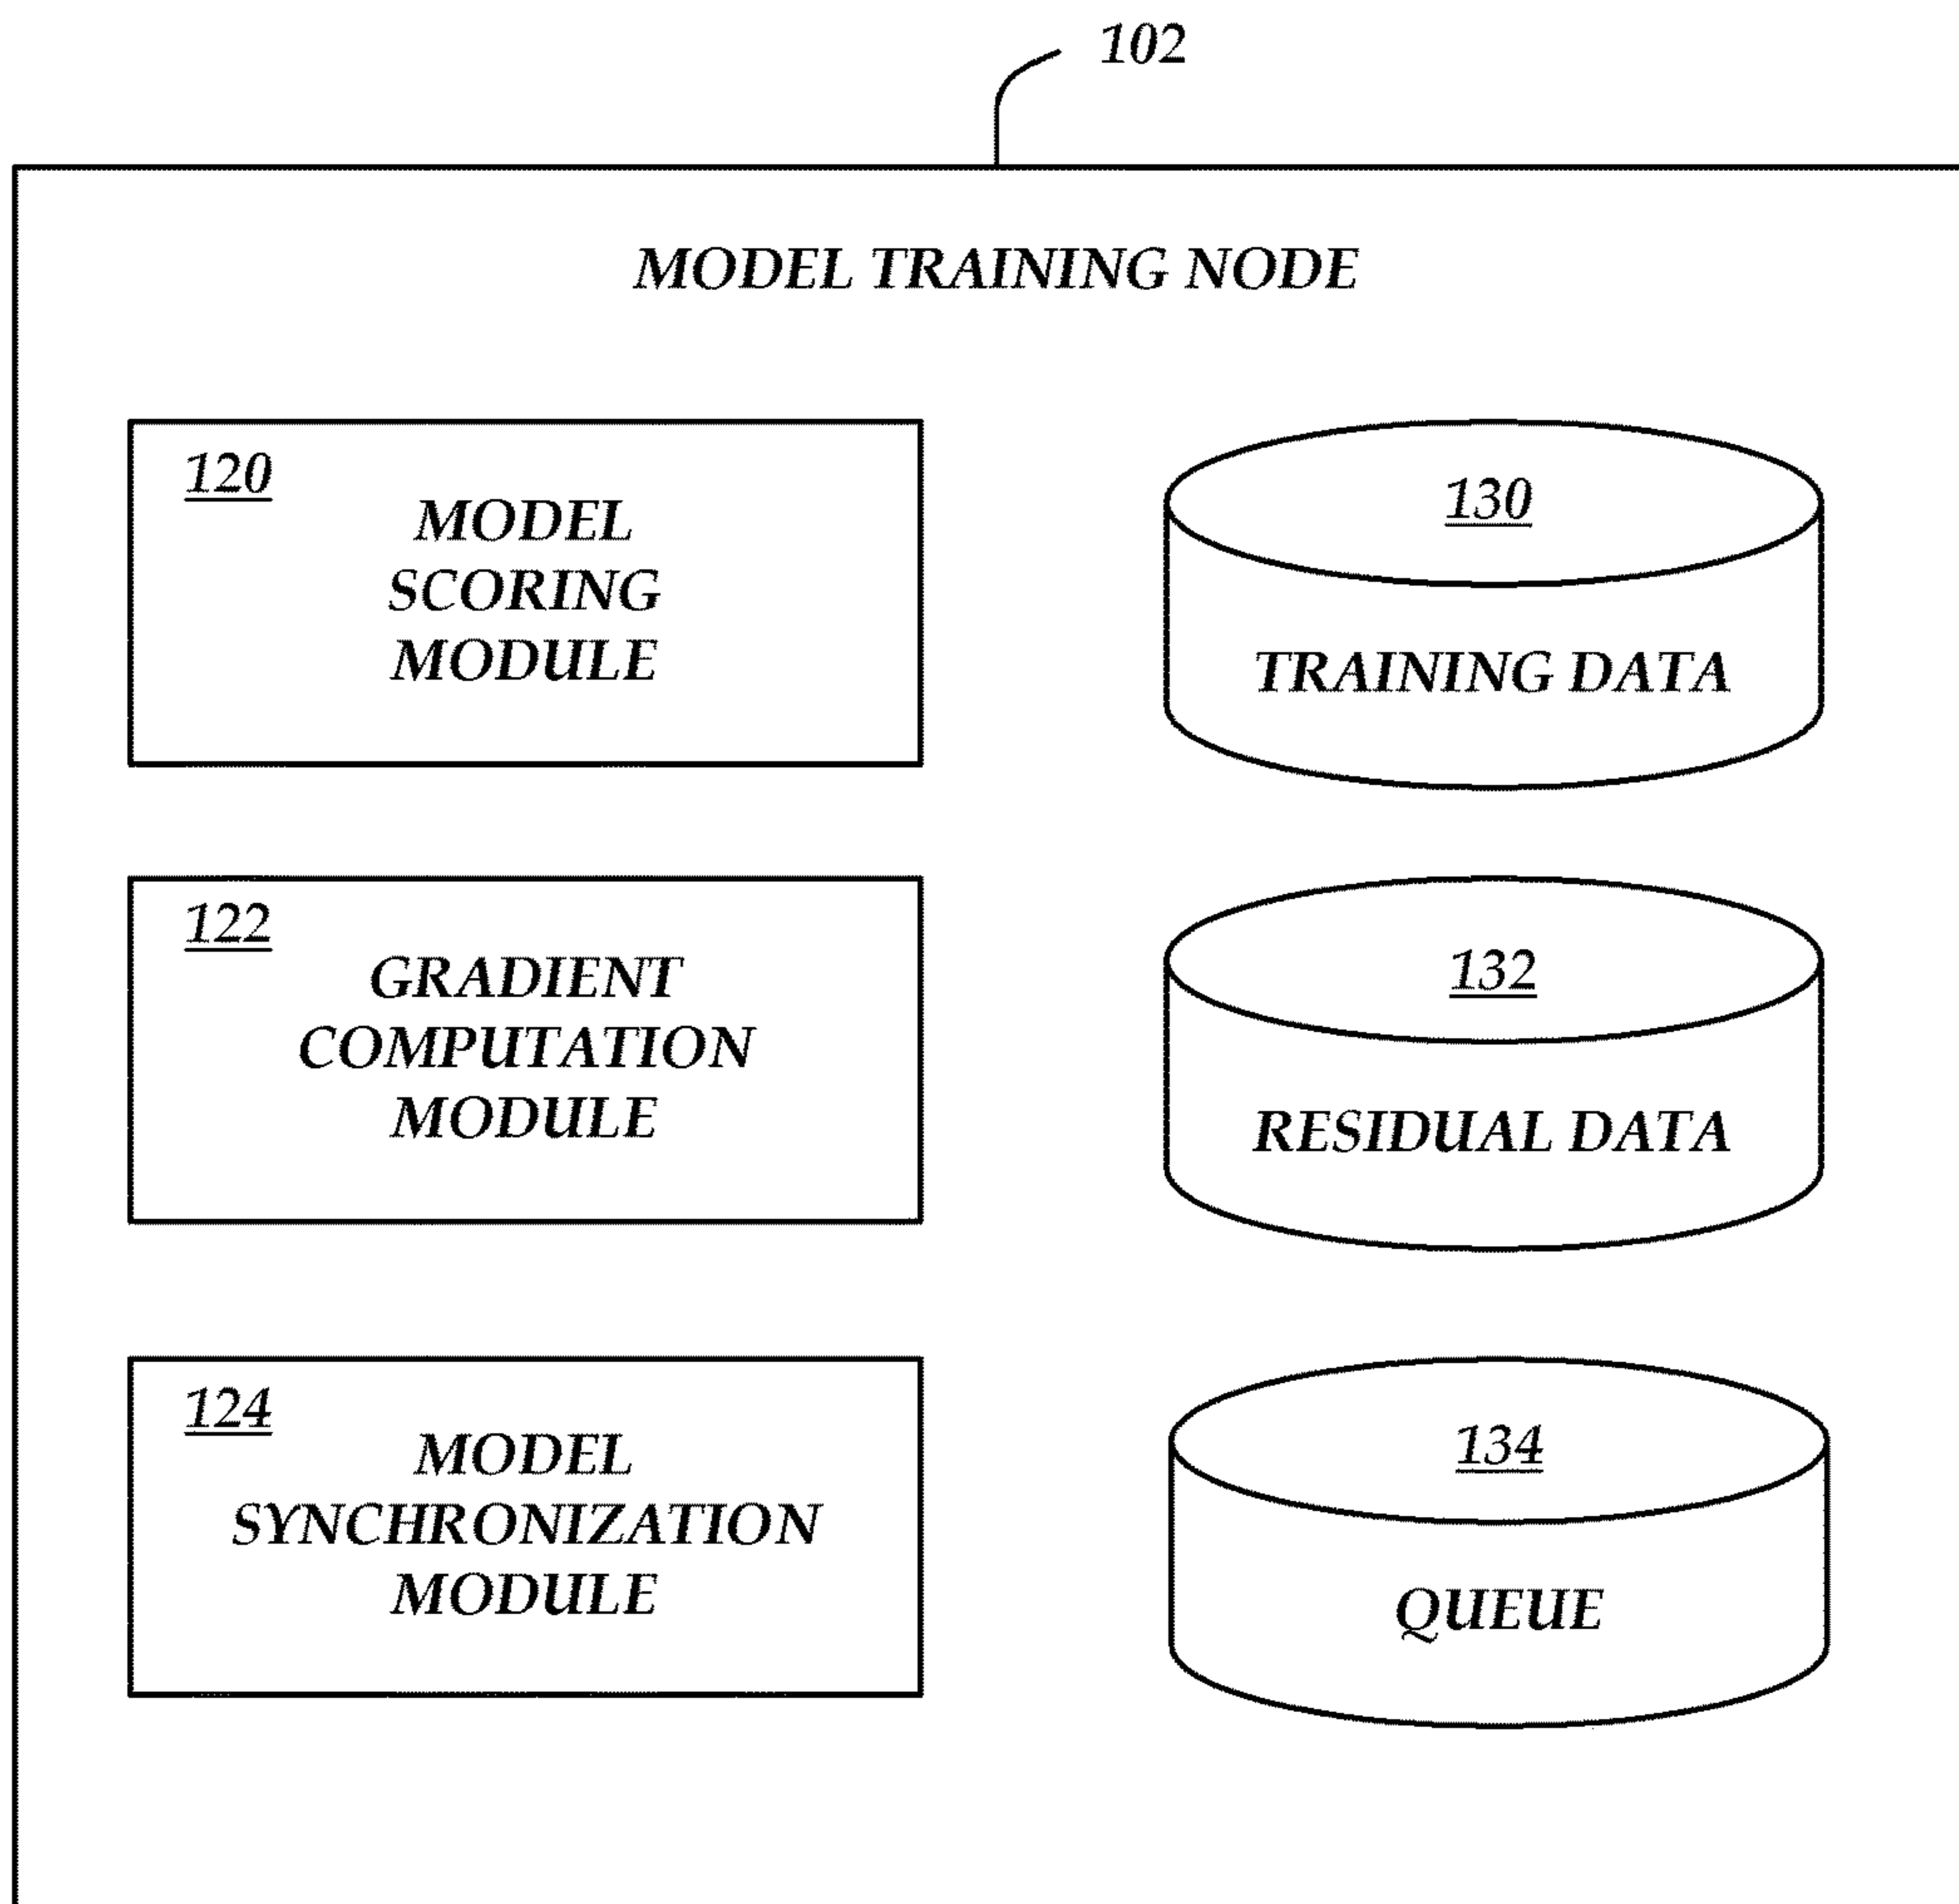 102
MODEL TRAINING NODE
120
MODEL
SCORING
MODULE
130
TRAINING DATA
122
GRADIENT
COMPUTATION
MODULE
132
RESIDUAL DATA
124
MODEL
SYNCHRONIZATION
MODULE
134
QUEUE